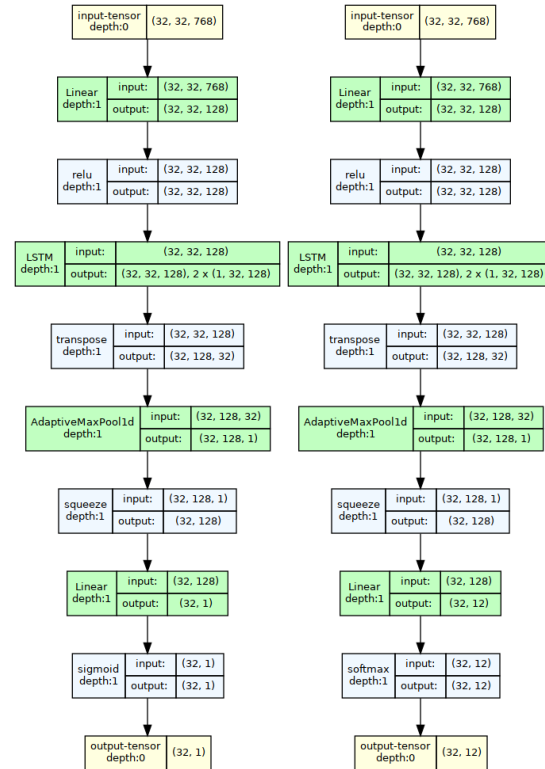 input-tensor
depth:0
(32, 32, 768)
Linear
depth:1
input:
(32, 32, 768)
output:
(32, 32, 128)
relu
depth:1
input:
(32, 32, 128)
output:
(32, 32, 128)
LSTM
depth:1
input:
(32, 32, 128)
output:
(32, 32, 128), 2 x (1, 32, 128)
transpose
depth:1
input:
(32, 32, 128)
output:
(32, 128, 32)
AdaptiveMaxPool1d
depth:1
input:
(32, 128, 32)
output:
(32, 128, 1)
squeeze
depth:1
input:
(32, 128, 1)
output:
(32, 128)
Linear
depth:1
input:
(32, 128)
output:
(32, 1)
sigmoid
depth:1
input:
(32, 1)
output:
(32, 1)
output-tensor
depth:0
(32, 1)
input-tensor
depth:0
(32, 32, 768)
Linear
depth:1
input:
(32, 32, 768)
output:
(32, 32, 128)
relu
depth:1
input:
(32, 32, 128)
output:
(32, 32, 128)
LSTM
depth:1
input:
(32, 32, 128)
output:
(32, 32, 128), 2 x (1, 32, 128)
transpose
depth:1
input:
(32, 32, 128)
output:
(32, 128, 32)
AdaptiveMaxPool1d
depth:1
input:
(32, 128, 32)
output:
(32, 128, 1)
squeeze
depth:1
input:
(32, 128, 1)
output:
(32, 128)
Linear
depth:1
input:
(32, 128)
output:
(32, 12)
softmax
depth:1
input:
(32, 12)
output:
(32, 12)
output-tensor
depth:0
(32, 12)